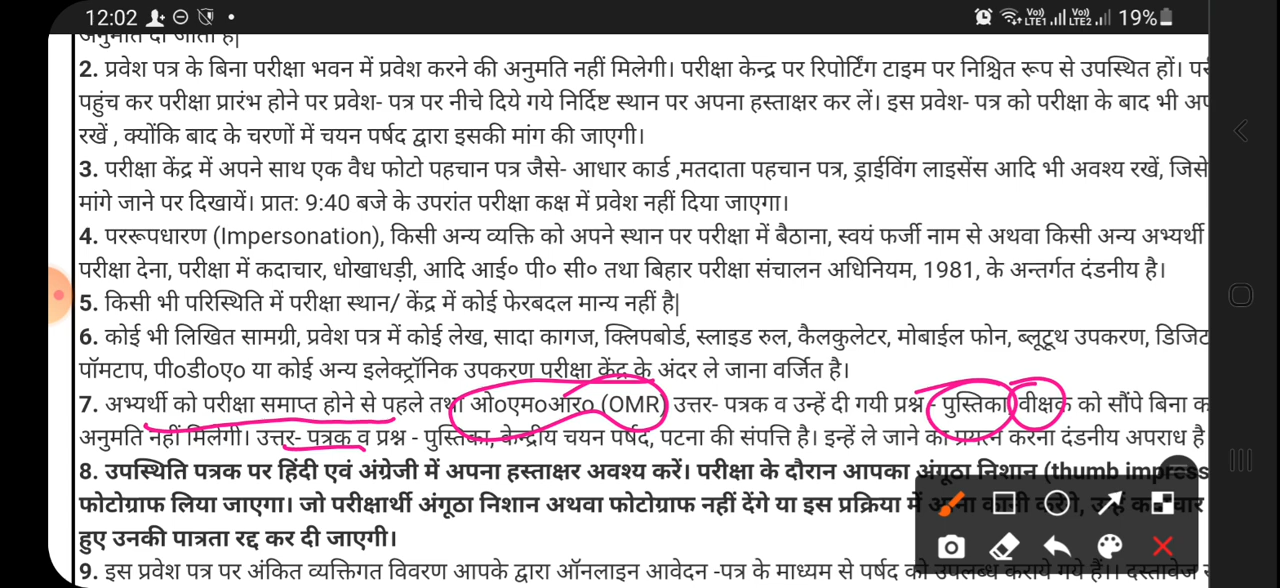 12:02 Vo)) LTE1 Vo)) LTE2 19%
अनुमति दी जाती है|
2. प्रवेश पत्र के बिना परीक्षा भवन में प्रवेश करने की अनुमति नहीं मिलेगी। परीक्षा केन्द्र पर रिपोर्टिंग टाइम पर निश्चित रूप से उपस्थित हों।
पहुंच कर परीक्षा प्रारंभ होने पर प्रवेश- पत्र पर नीचे दिये गये निर्दिष्ट स्थान पर अपना हस्ताक्षर कर लें। इस प्रवेश- पत्र को परीक्षा के बाद भी
रखें , क्योंकि बाद के चरणों में चयन पर्षद द्वारा इसकी मांग की जाएगी।
3. परीक्षा केंद्र में अपने साथ एक वैध फोटो पहचान पत्र जैसे- आधार कार्ड ,मतदाता पहचान पत्र, ड्राईविंग लाइसेंस आदि भी अवश्य रखें, जिसे
मांगे जाने पर दिखायें। प्रात: 9:40 बजे के उपरांत परीक्षा कक्ष में प्रवेश नहीं दिया जाएगा।
4. पररूपधारण (Impersonation), किसी अन्य व्यक्ति को अपने स्थान पर परीक्षा में बैठाना, स्वयं फर्जी नाम से अथवा किसी अन्य अभ्यर्थी
परीक्षा देना, परीक्षा में कदाचार, धोखाधड़ी, आदि आई० पी० सी० तथा बिहार परीक्षा संचालन अधिनियम, 1981, के अन्तर्गत दंडनीय है।
5. किसी भी परिस्थिति में परीक्षा स्थान/ केंद्र में कोई फेरबदल मान्य नहीं है|
6. कोई भी लिखित सामग्री, प्रवेश पत्र में कोई लेख, सादा कागज, क्लिपबोर्ड, स्लाइड रुल, कैलकुलेटर, मोबाईल फोन, ब्लूटूथ उपकरण,
पॉमटाप, पी०डी०ए० या कोई अन्य इलेक्ट्रॉनिक उपकरण परीक्षा केंद्र के अंदर ले जाना वर्जित है।
7. अभ्यर्थी को परीक्षा समाप्त होने से पहले तथा ओ०एम०आर० (OMR) उत्तर- पत्रक व उन्हें दी गयी प्रश्न - पुस्तिका वीक्षक को सौंपे बिना
अनुमति नहीं मिलेगी। उत्तर- पत्रक व प्रश्न - पुस्तिका, केन्द्रीय चयन पर्षद, पटना की संपत्ति है। इन्हें ले जाने का प्रयत्न करना दंडनीय अपराध है
8. उपस्थिति पत्रक पर हिंदी एवं अंग्रेजी में अपना हस्ताक्षर अवश्य करें। परीक्षा के दौरान आपका अंगूठा निशान (thumb impress
फोटोग्राफ लिया जाएगा। जो परीक्षार्थी अंगूठा निशान अथवा फोटोग्राफ नहीं देंगे या इस प्रक्रिया में
हुए उनकी पात्रता रद्द कर दी जाएगी।
9. इस प्रवेश पत्र पर अंकित व्यक्तिगत विवरण आपके द्वारा ऑनलाइन आवेदन -पत्र के माध्यम से पर्षद को उपलब्ध कराये गये हैं।। दस्तावेज